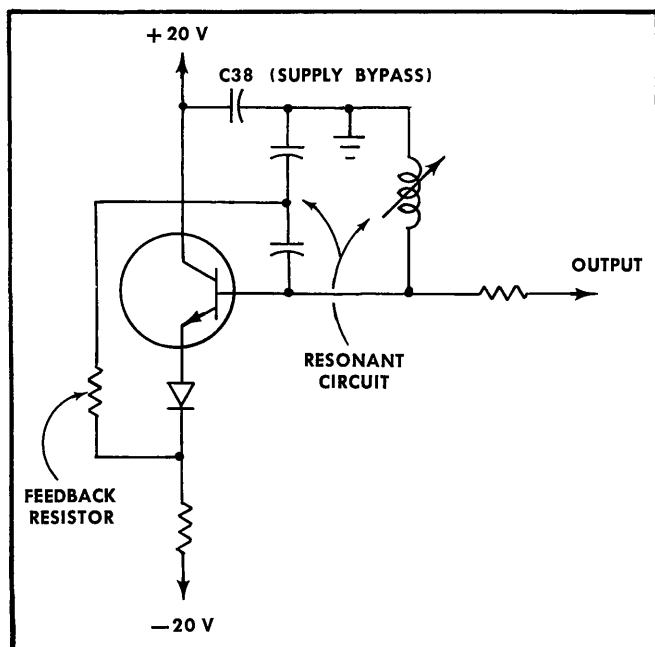 +20 V
C38 (SUPPLY BYPASS)
OUTPUT
RESONANT
CIRCUIT
FEEDBACK
RESISTOR
—20 V